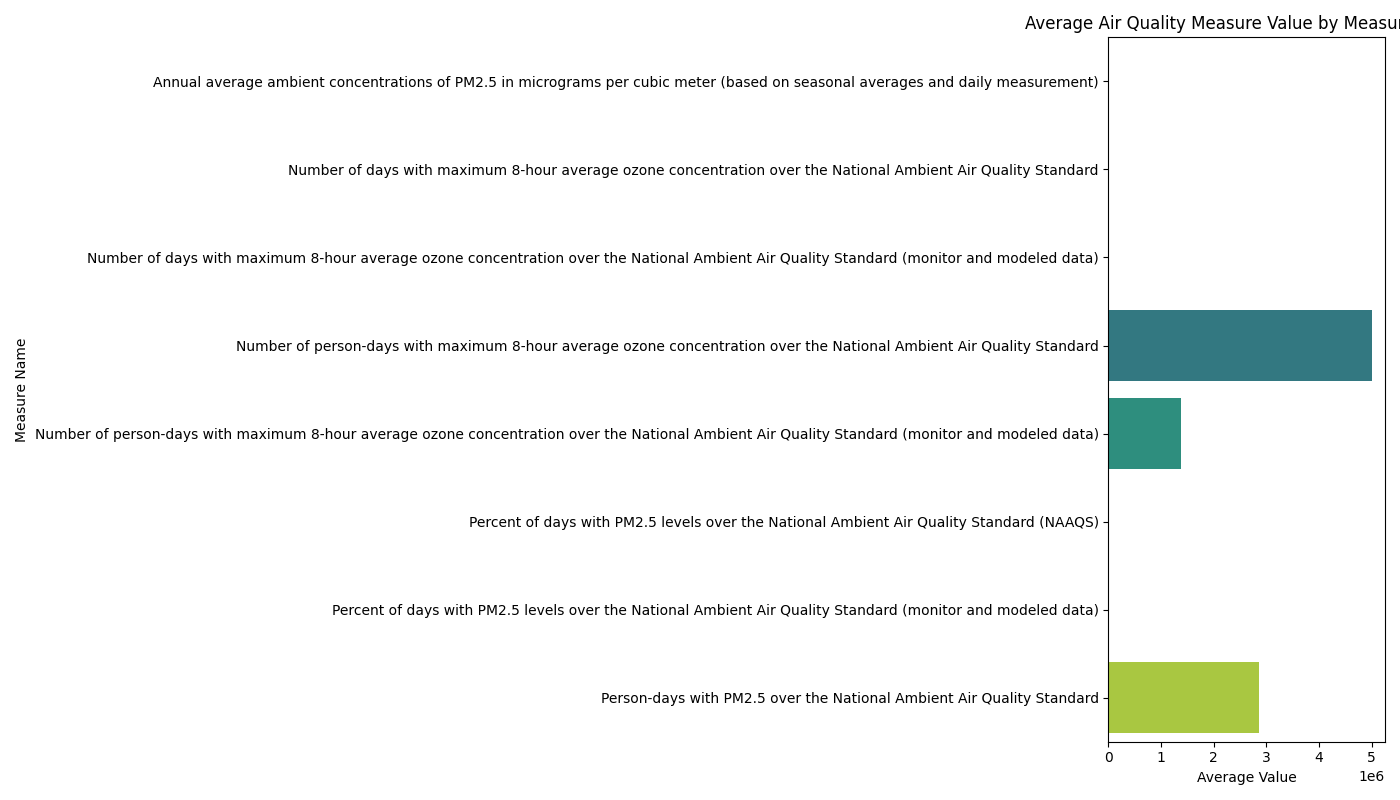 Average Air Quality Measure Value by Measur
Annual average ambient concentrations of PM2.5 in micrograms per cubic meter (based on seasonal averages and daily measurement)
Number of days with maximum 8-hour average ozone concentration over the National Ambient Air Quality Standard
Number of days with maximum 8-hour average ozone concentration over the National Ambient Air Quality Standard (monitor and modeled data)
Number of person-days with maximum 8-hour average ozone concentration over the National Ambient Air Quality Standard
Measure Name
Number of person-days with maximum 8-hour average ozone concentration over the National Ambient Air Quality Standard (monitor and modeled data)
Percent of days with PM2.5 levels over the National Ambient Air Quality Standard (NAAQS)
Percent of days with PM2.5 levels over the National Ambient Air Quality Standard (monitor and modeled data)
Person-days with PM2.5 over the National Ambient Air Quality Standard
0 1 2 3 4 5
Average Value
1e6